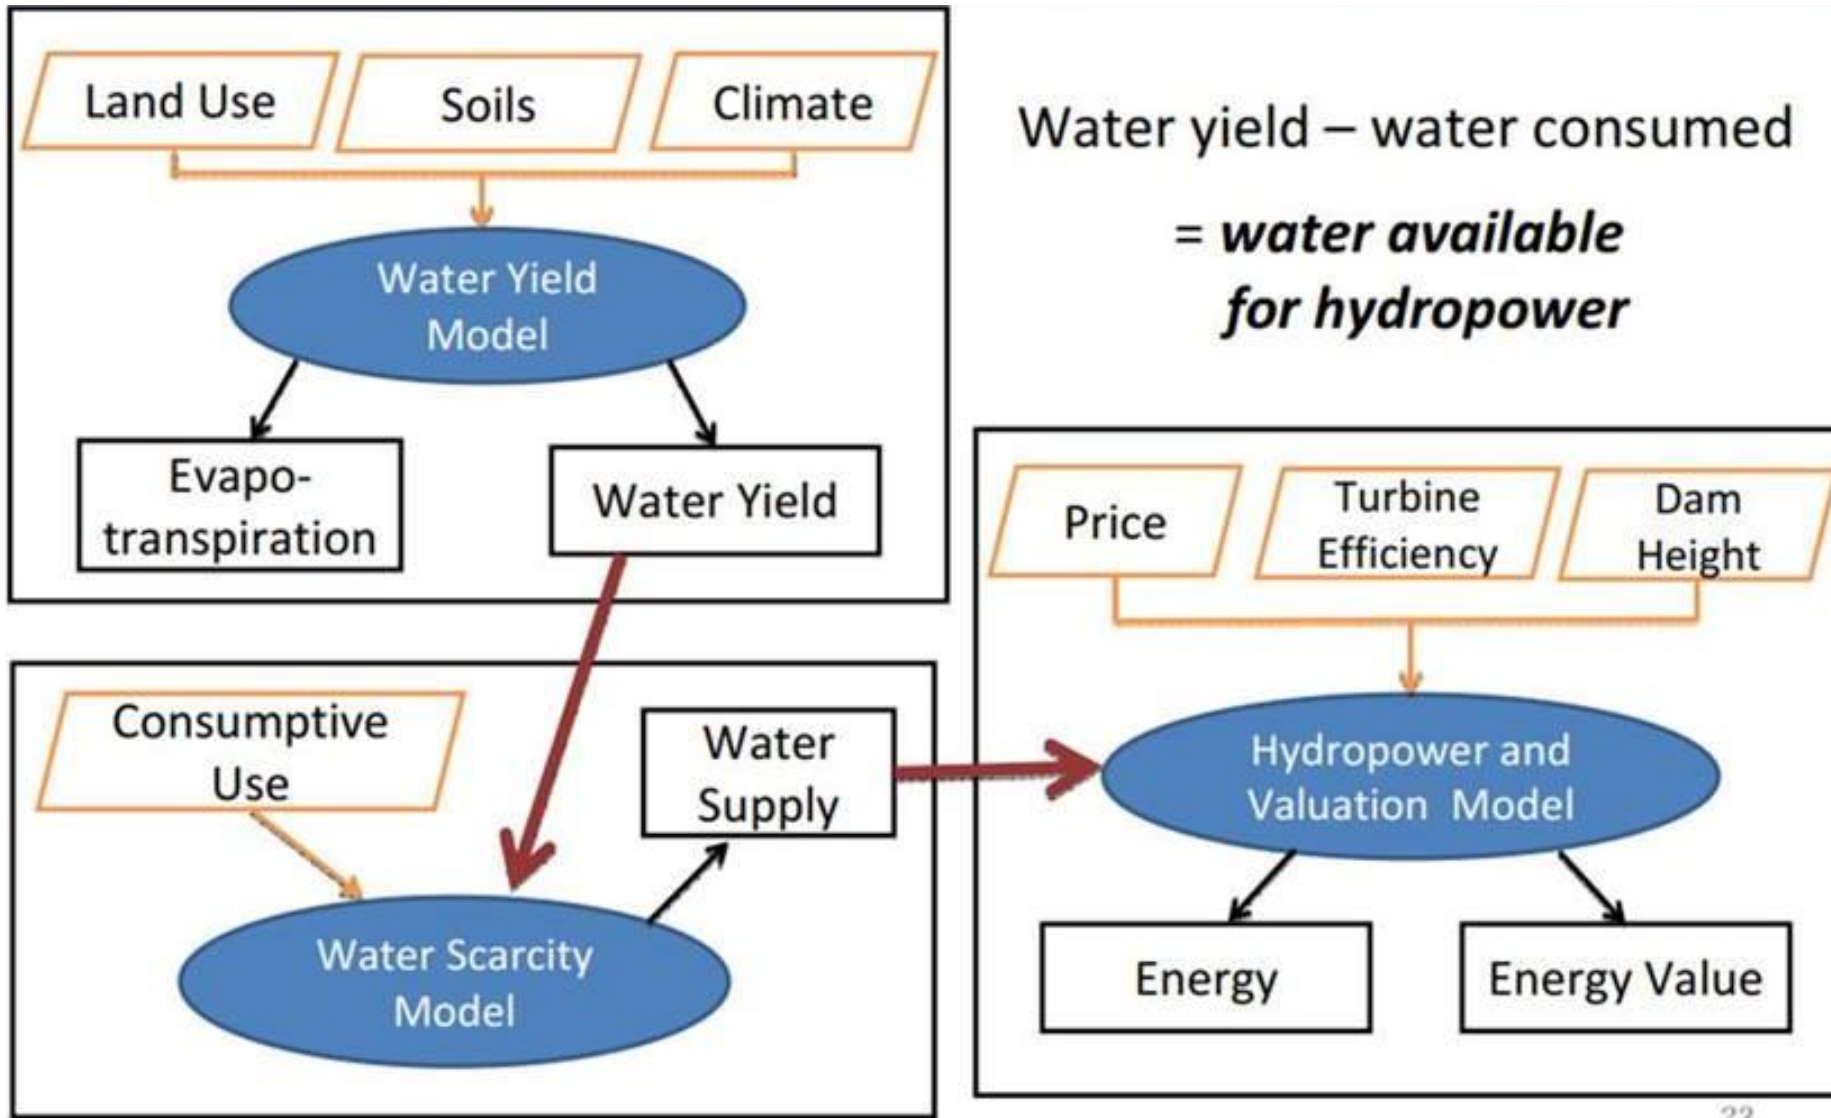 Land Use
Soils
Climate
Water Yield
Model
Evapo-
transpiration
Water Yield
Water yield – water consumed
= water available
for hydropower
Consumptive
Use
Water
Supply
Water Scarcity
Model
Price
Turbine
Efficiency
Dam
Height
Hydropower and
Valuation Model
Energy
Energy Value